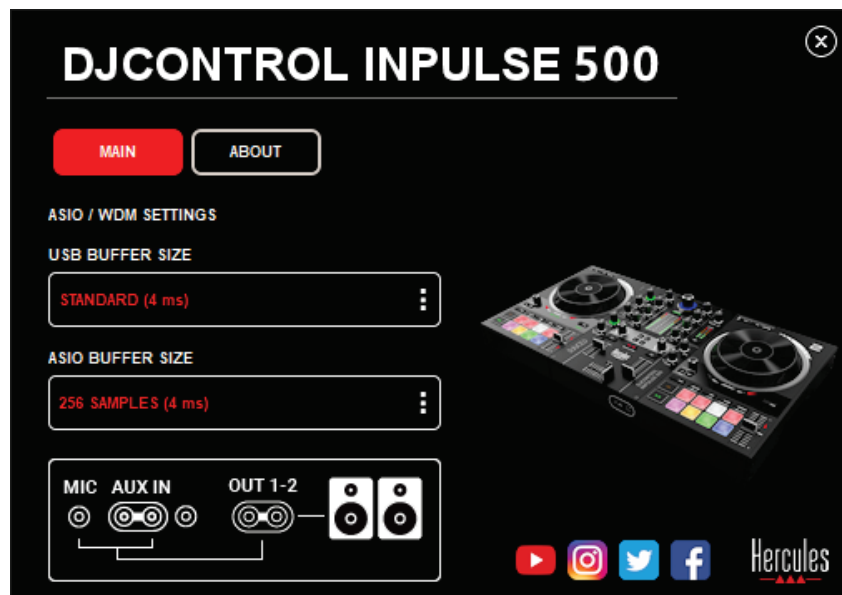 DJCONTROL INPULSE 500
MAIN
ABOUT
ASIO / WDM SETTINGS
USB BUFFER SIZE
STANDARD (4 ms)
ASIO BUFFER SIZE
256 SAMPLES (4 ms)
MIC AUX IN OUT 1-2
Hercules